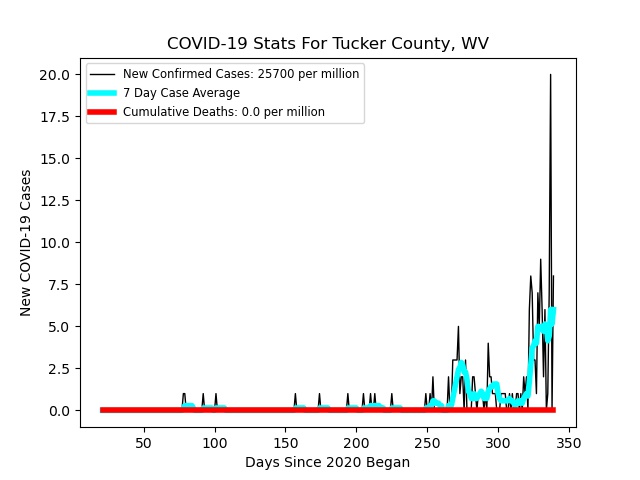 COVID-19 Stats For Tucker County, WV
New Confirmed Cases: 25700 per million
7 Day Case Average
Cumulative Deaths: 0.0 per million
New COVID-19 Cases
20.0
17.5
15.0
12.5
10.0
7.5
5.0
2.5
0.0
50 100 150 200 250 300 350
Days Since 2020 Began